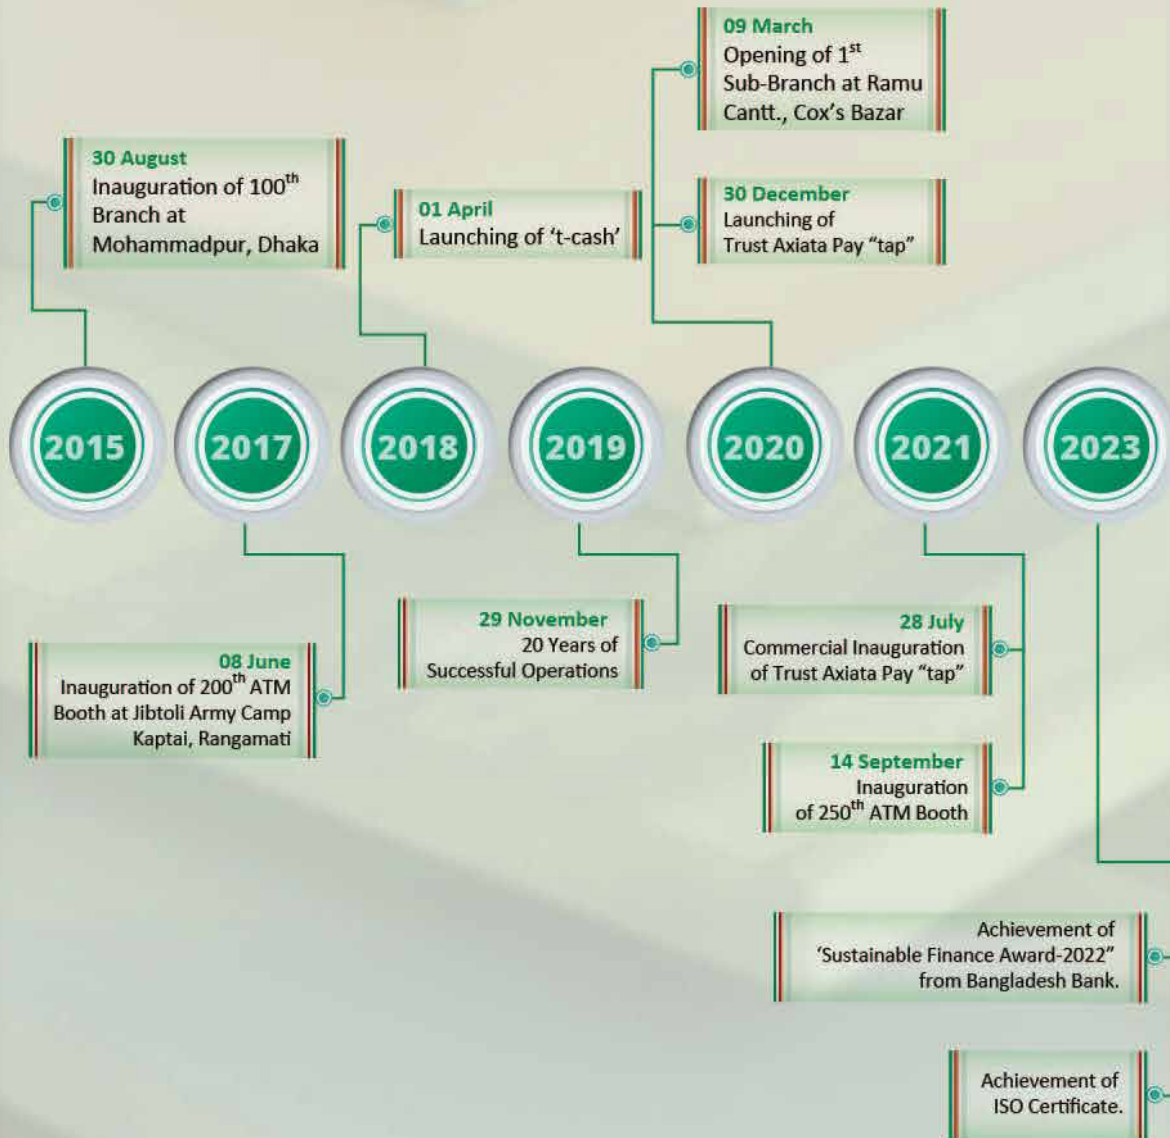 09 March
Opening of 1st
Sub-Branch at Ramu
Cantt., Cox's Bazar
30 August
Inauguration of 100th
Branch at
Mohammadpur, Dhaka
01 April
Launching of ‘t-cash’
30 December
Launching of
Trust Axiata Pay “tap”
2015
2017
2018
2019
2020
2021
2023
08 June
Inauguration of 200th ATM
Booth at Jibtoli Army Camp
Kaptai, Rangamati
29 November
20 Years of
Successful Operations
28 July
Commercial Inauguration
of Trust Axiata Pay “tap”
14 September
Inauguration
of 250th ATM Booth
Achievement of
‘Sustainable Finance Award-2022”
from Bangladesh Bank.
Achievement of
ISO Certificate.